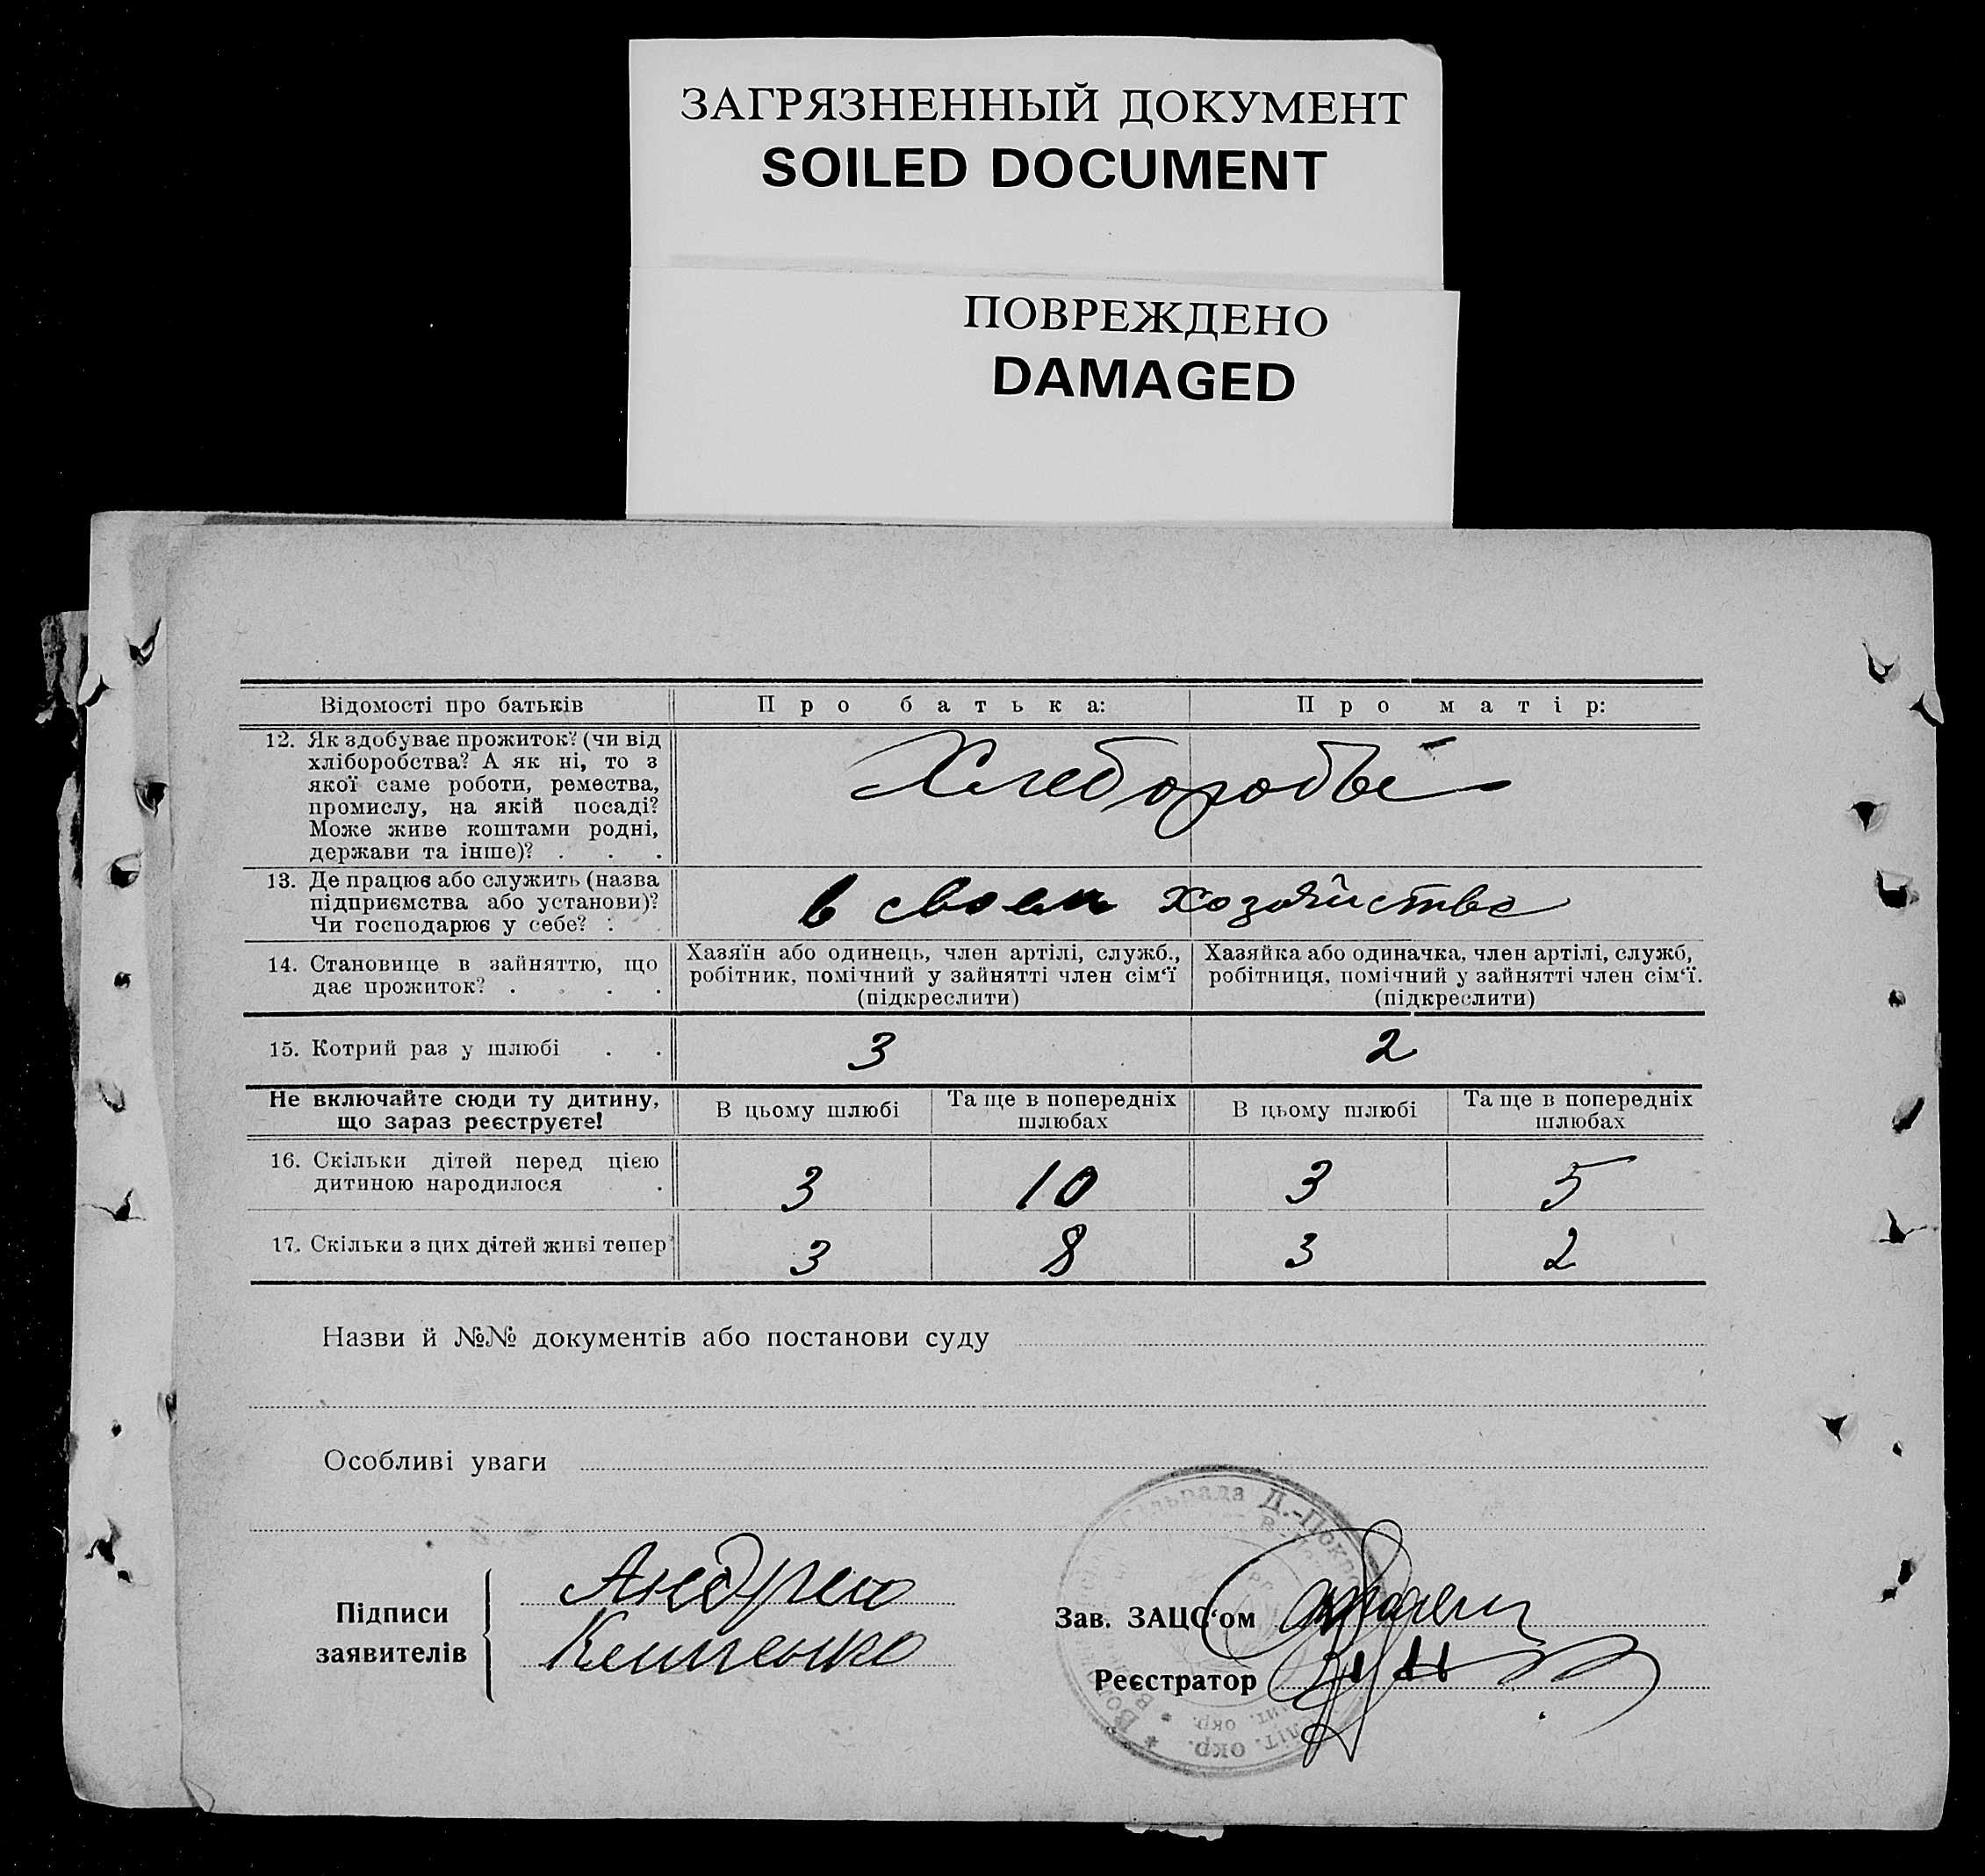 ЗАГРЯЗНЕННЫЙ ДОКУМЕНТ
SOILED DOCUMENT
ПОВРЕЖДЕНО
DAMAGED
Відомості про батьків
Про батька:
Про матір:
12. Як здобуває прожиток? (чи від
хліборобства? А як ні, то з
якої саме роботи, ремества,
промислу, на якій посаді?
Може живе коштами родні,
держави та інше)? . . .
Хлеборобы
13. Де працює або служить (назва
підприємства або установи)?
Чи господарює у себе? :
в своем хозяйстве
14. Становище в зайняттю, що
дає прожиток? . . . .
Хазяїн або одинець, член артілі, служб.,
робітник, помічний у зайнятті член сім‘ї
(підкреслити)
Хазяйка або одиначка, член артілі, служб,
робітниця, помічний у зайнятті член сім‘ї.
(підкреслити)
15. Котрий раз у шлюбі . .
3
2
Не включайте сюди ту дитину,
що зараз реєструєте!
В цьому шлюбі
Та ще в попередніх
шлюбах
В цьому шлюбі
Та ще в попередніх
шлюбах
16. Скільки дітей перед цією
дитиною народилося .
3
10
3
5
17. Скільки з цих дітей живі тепер
3
8
3
2
Назви й №№ документів або постанови суду
Особливі уваги
Підписи
заявителів
Андрею
Зав. ЗАЦС‘ом
Реєстратор
сільрада Д.-Покро
літ. окр.